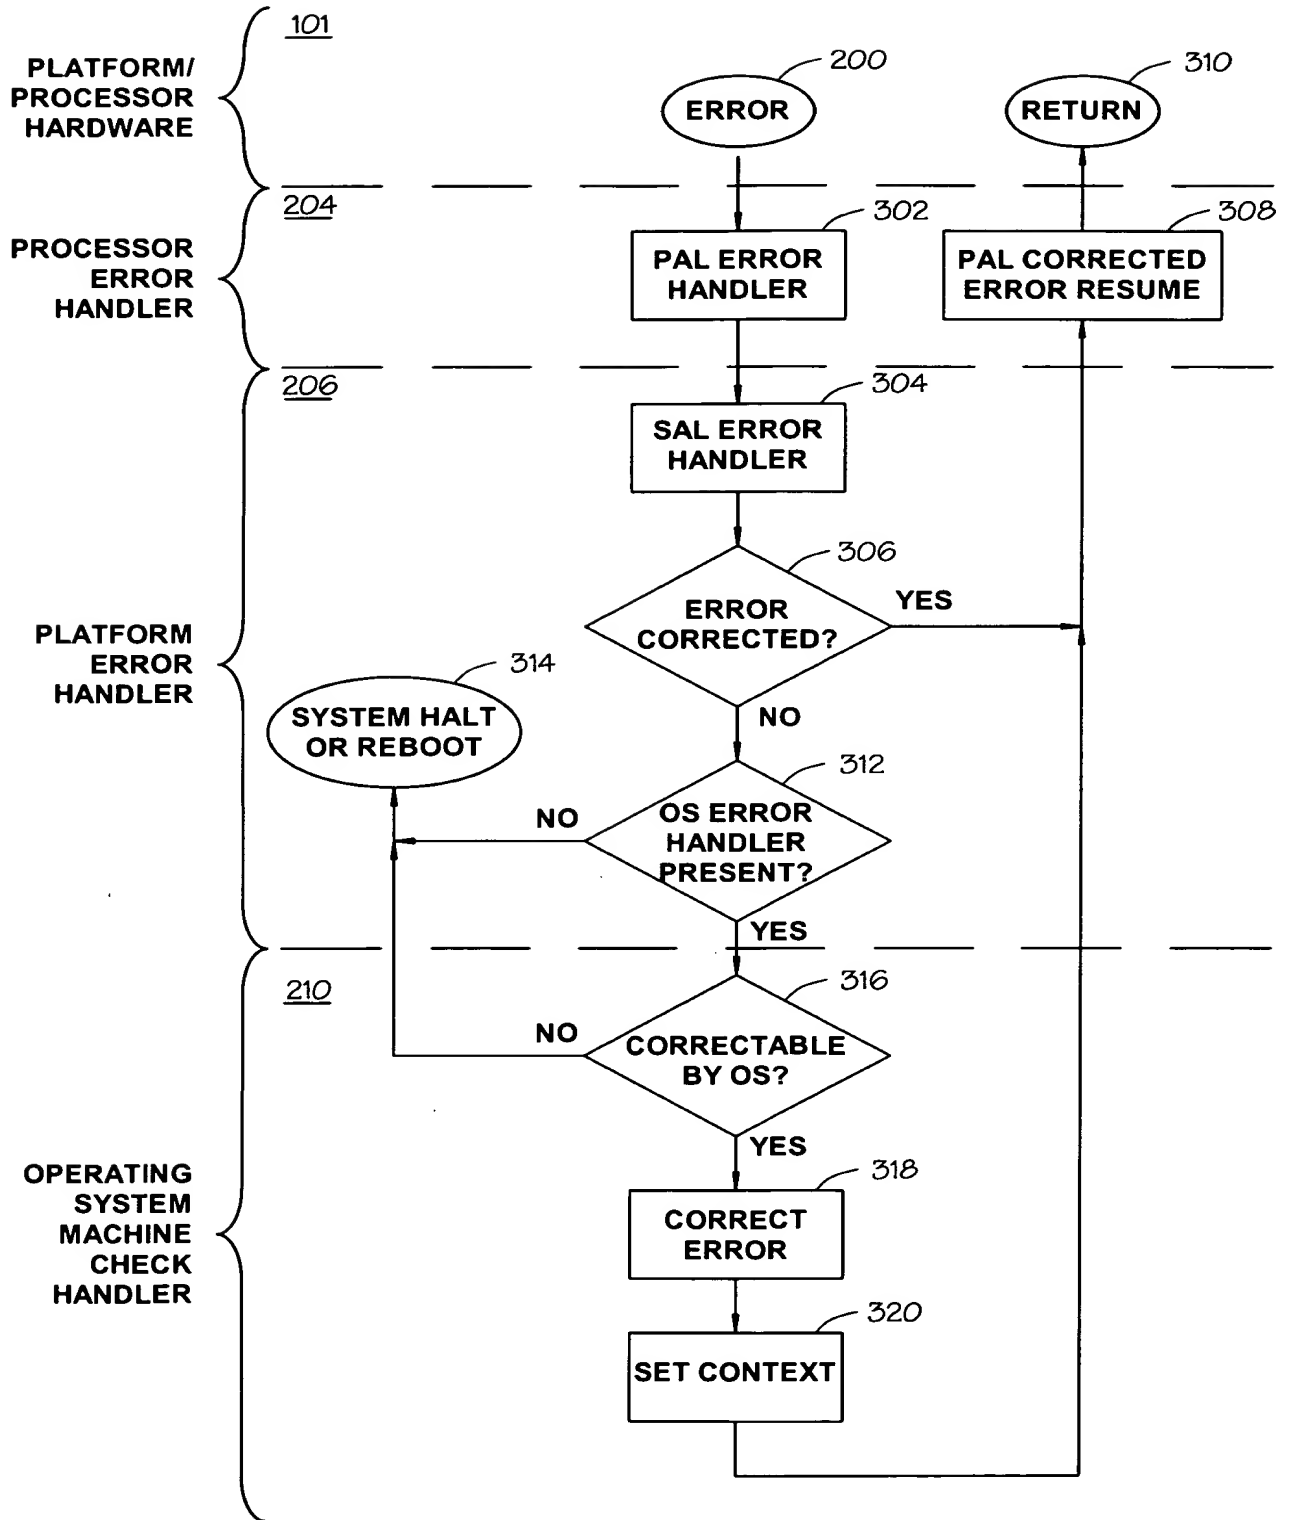 101
PLATFORM/
PROCESSOR
HARDWARE
200
ERROR
310
RETURN
204
PROCESSOR
ERROR
HANDLER
302
PAL ERROR
HANDLER
308
PAL CORRECTED
ERROR RESUME
206
304
SAL ERROR
HANDLER
306
ERROR
CORRECTED?
YES
NO
PLATFORM
ERROR
HANDLER
314
SYSTEM HALT
OR REBOOT
312
OS ERROR
HANDLER
PRESENT?
NO
YES
210
316
CORRECTABLE
BY OS?
NO
YES
OPERATING
SYSTEM
MACHINE
CHECK
HANDLER
318
CORRECT
ERROR
320
SET CONTEXT